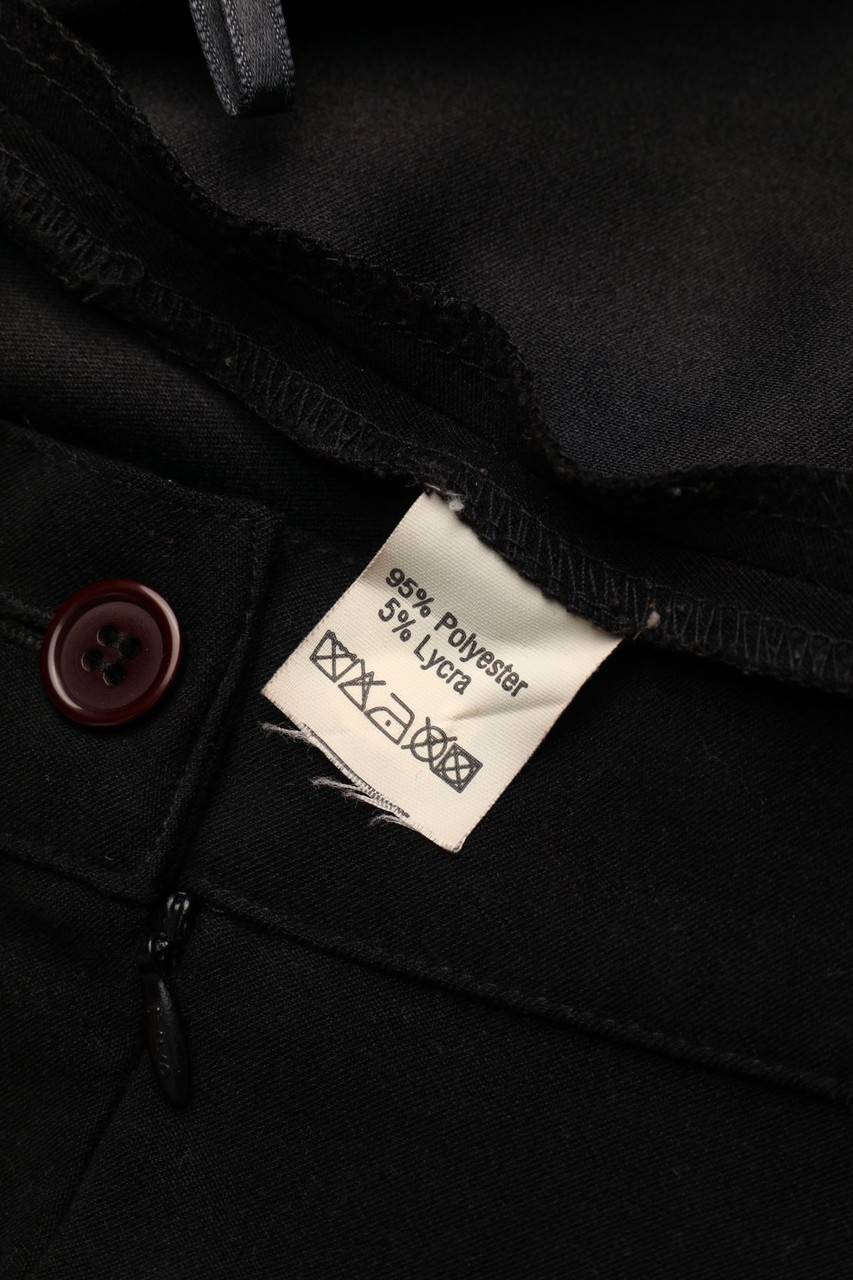 95% Polyester
5% Lycra